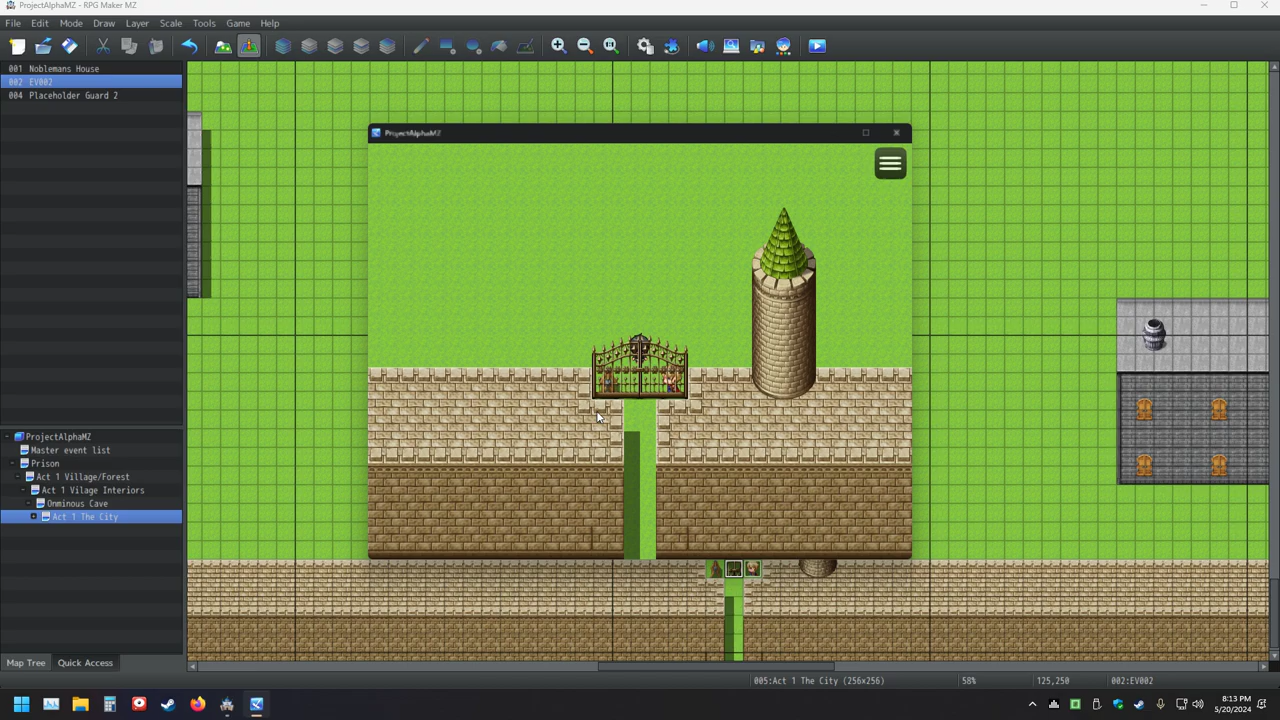 ProjectAlphaMZ - RPG Maker MZ
File Edit Mode Draw Layer Scale Tools Game Help
001 Noblemans House
002 EV002
004 Placeholder Guard 2
ProjectAlphaMZ
ProjectAlphaMZ
Master event list
Prison
Act 1 Village/Forest
Act 1 Vilage Interiors
Onminous Cave
Act 1 The City
Map Tree Quick Access
005:Act 1 The City (256x256) 58% 125,250 002:EV002
8:13 PM
5/20/2024